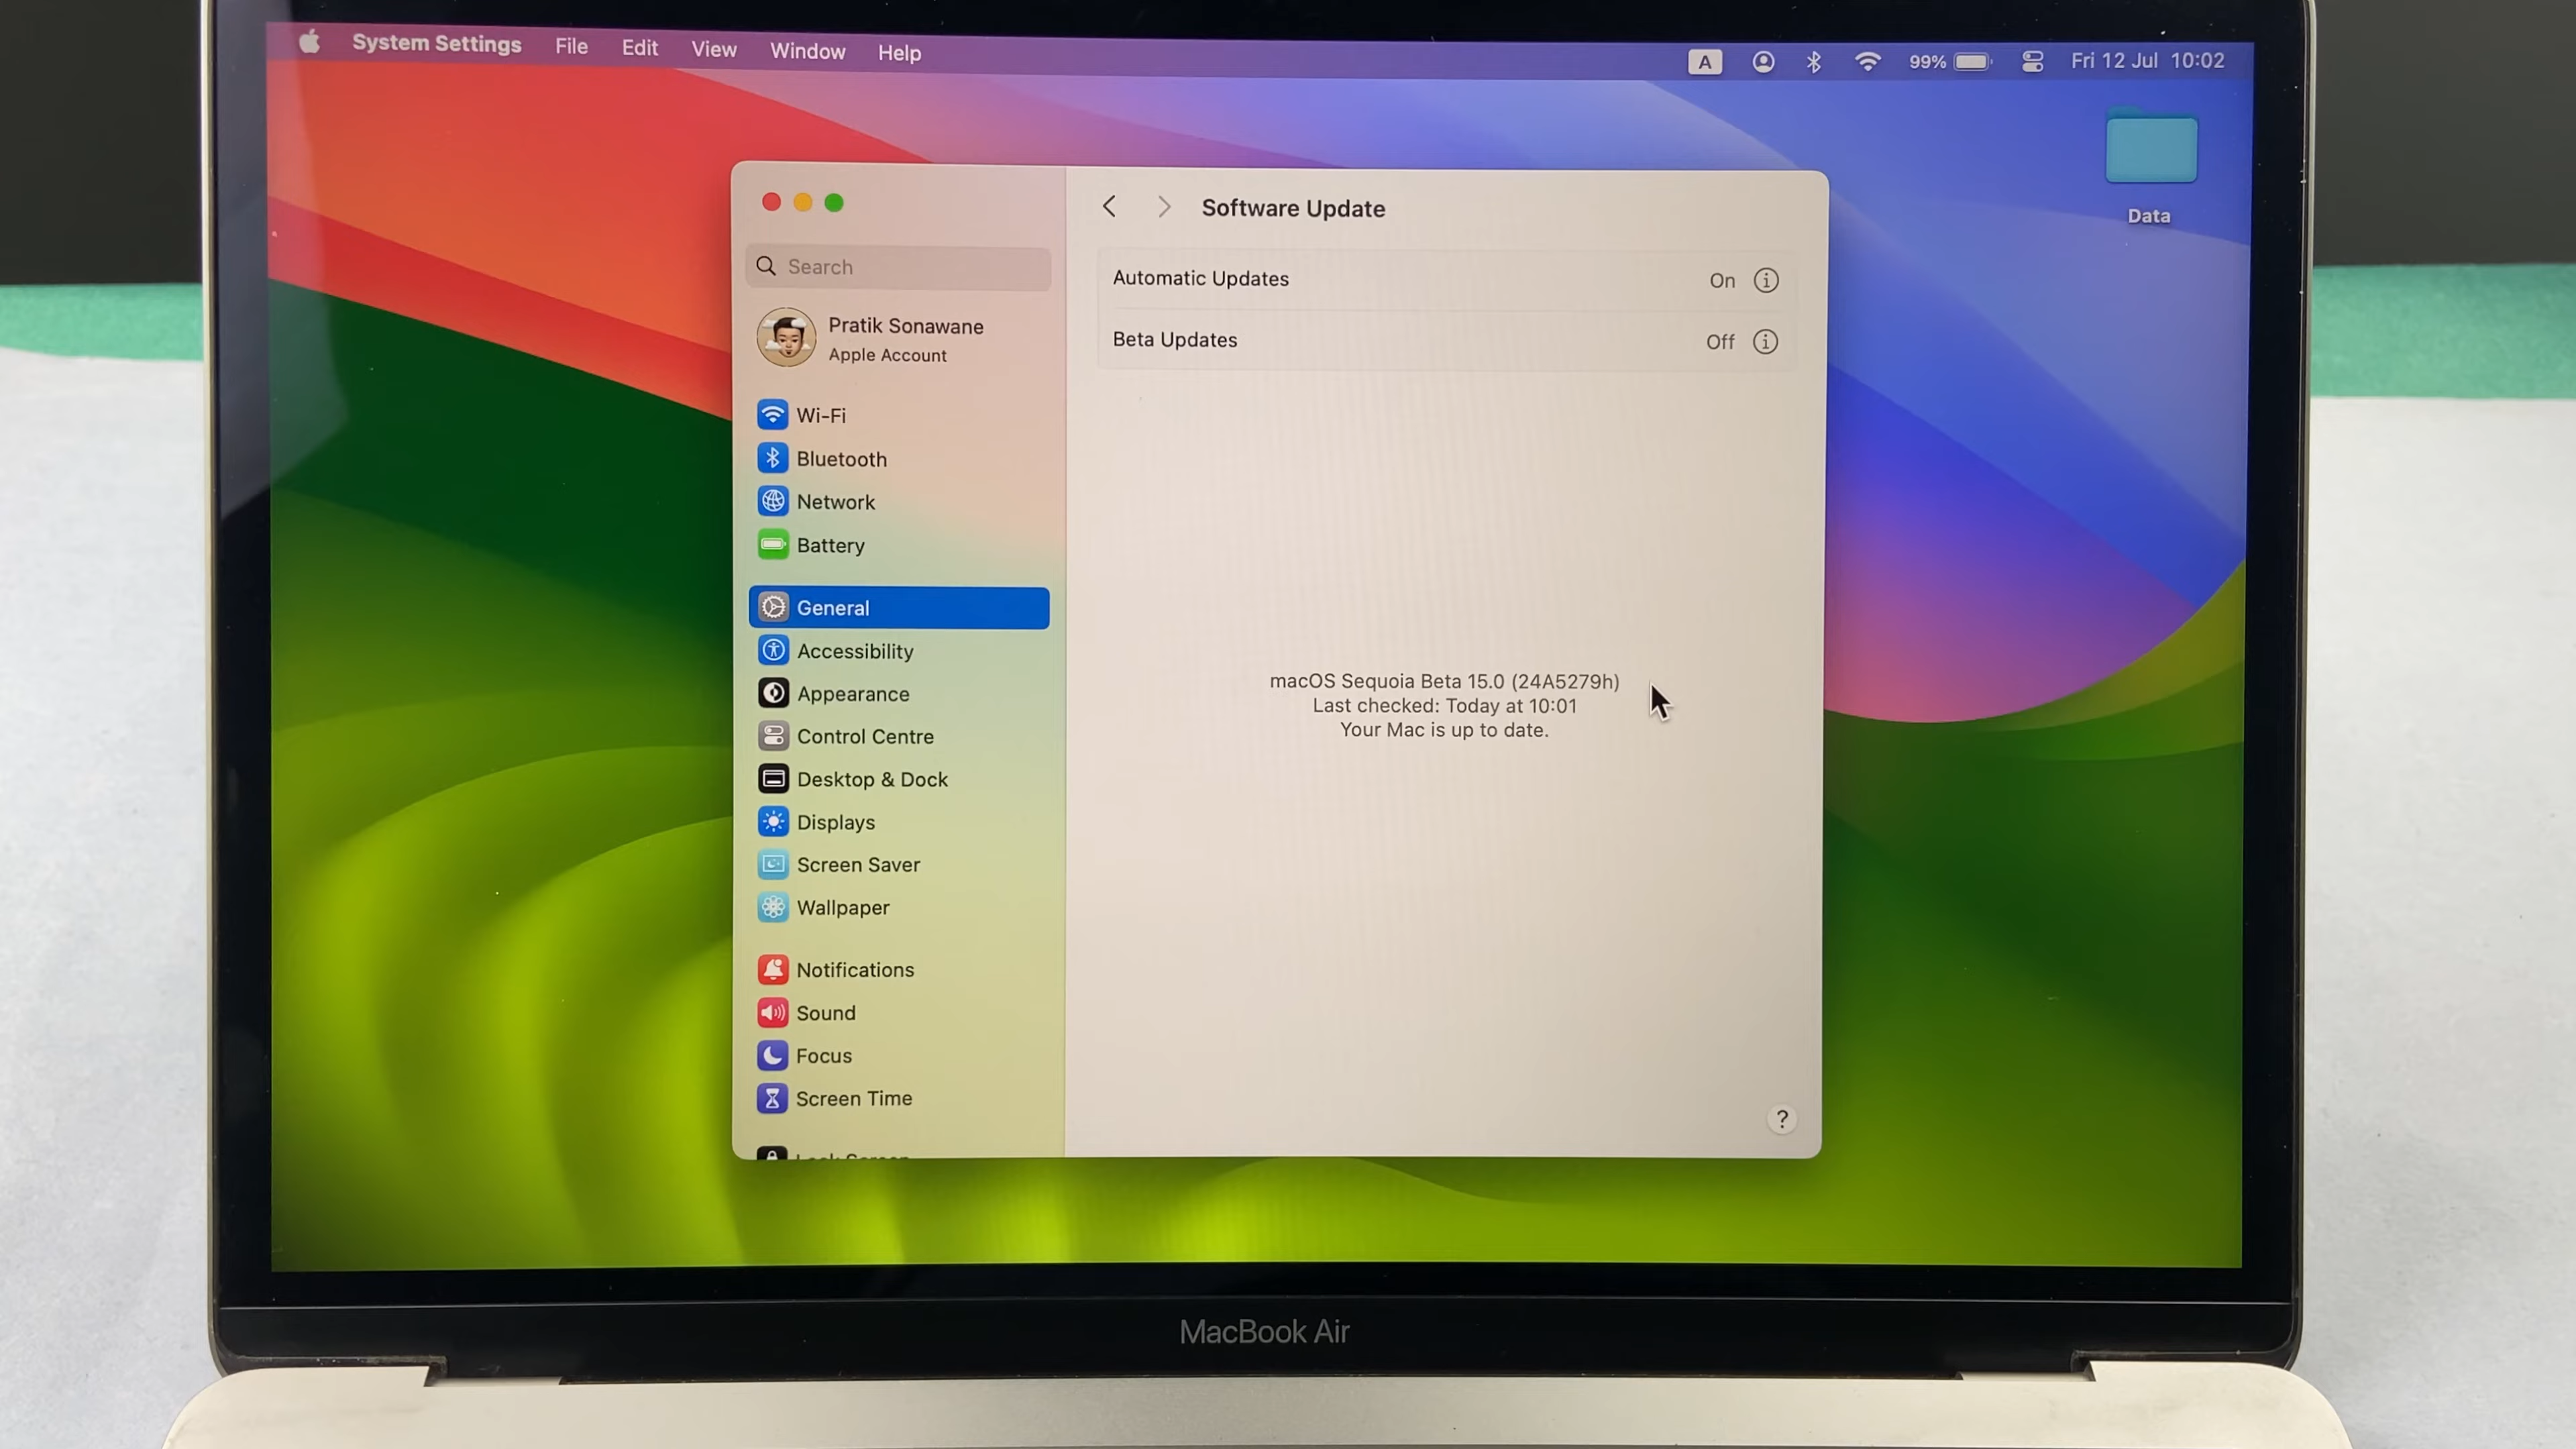 System Settings File Edit View Window Help
A 99% Fri 12 Jul 10:02
Data
Software Update
Search
Automatic Updates On
Pratik Sonawane
Apple Account
Beta Updates Off
Wi-Fi
Bluetooth
Network
Battery
General
Accessibility
Appearance
Control Centre
Desktop & Dock
Displays
Screen Saver
Wallpaper
Notifications
Sound
Focus
Screen Time
Lock Screen
macOS Sequoia Beta 15.0 (24A5279h)
Last checked: Today at 10:01
Your Mac is up to date.
?
MacBook Air